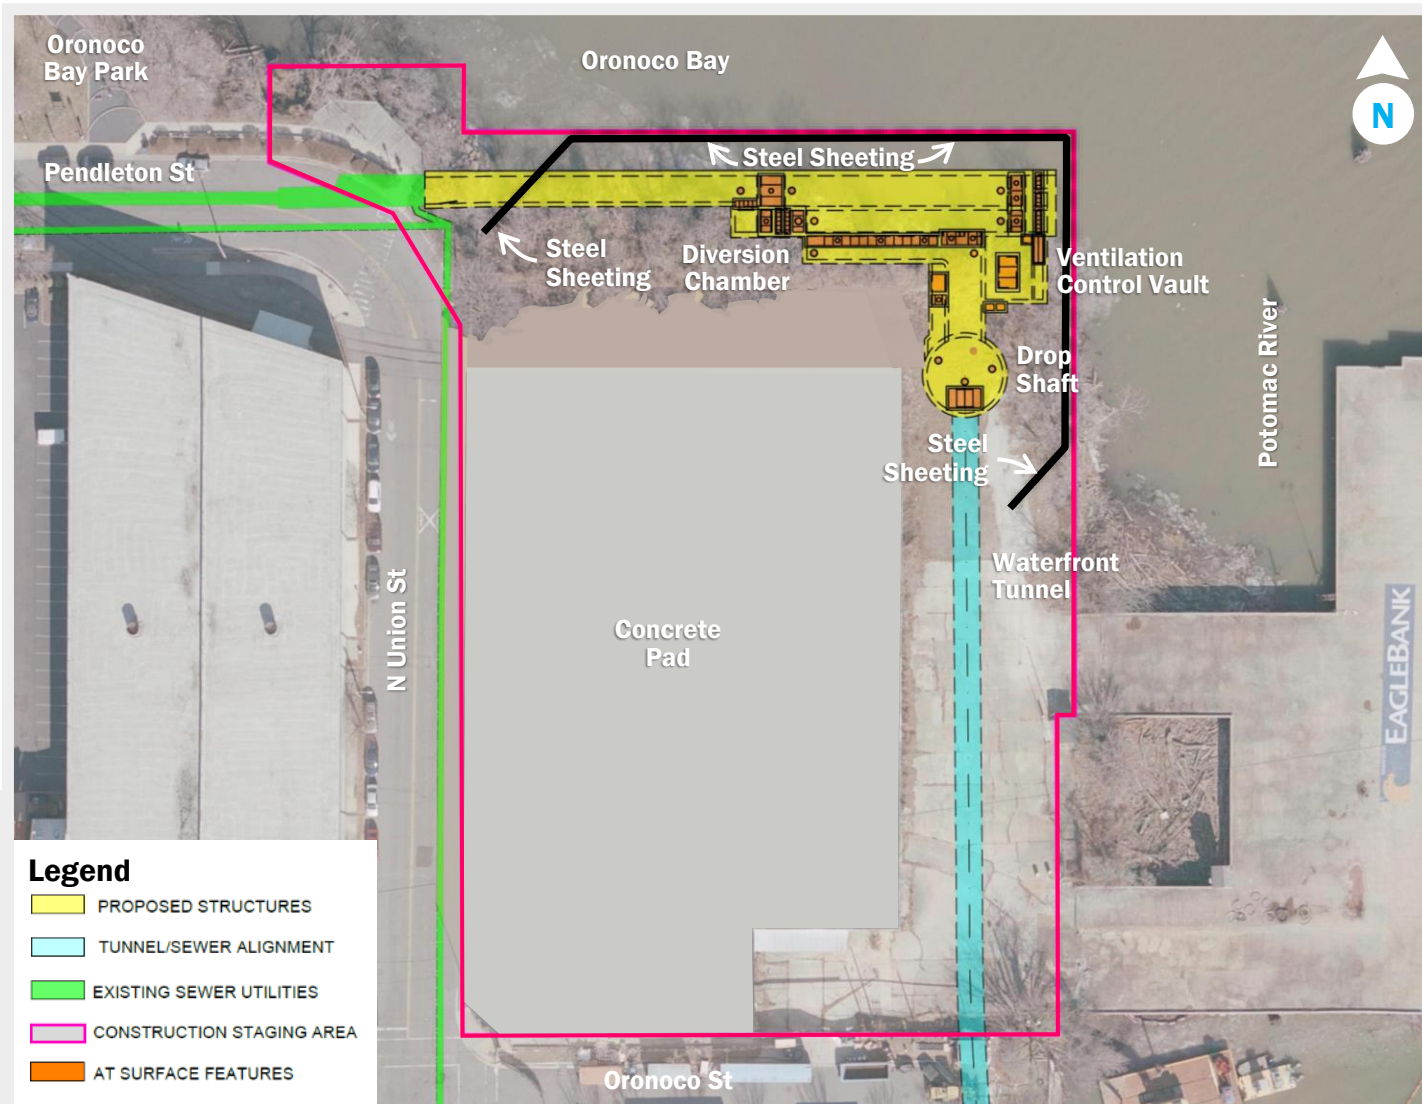 Oronoco
Bay Park
Oronoco Bay
N
Pendleton St
Steel Sheeting
Steel
Sheeting
Diversion
Chamber
Ventilation
Control Vault
Potomac River
Drop
Shaft
Steel
Sheeting
Waterfront
Tunnel
N Union St
Concrete
Pad
EAGLEBANK
Legend
PROPOSED STRUCTURES
TUNNEL/SEWER ALIGNMENT
EXISTING SEWER UTILITIES
CONSTRUCTION STAGING AREA
AT SURFACE FEATURES
Oronoco St